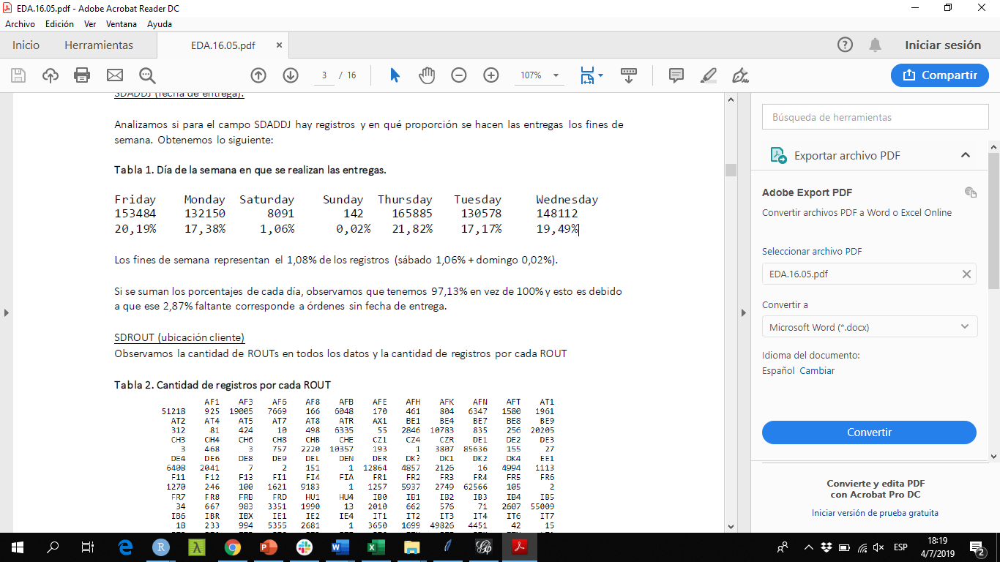 EDA.16.05.pdf - Adobe Acrobat Reader DC
Archivo Edición Ver Ventana Ayuda
Inicio Herramientas EDA.16.05.pdf × Iniciar sesión
3 / 16 107% Compartir
SDADDJ (fecha de entrega).
Analizamos si para el campo SDADDJ hay registros y en qué proporción se hacen las entregas los fines de
semana. Obtenemos lo siguiente:
Tabla 1. Día de la semana en que se realizan las entregas.
Friday Monday Saturday Sunday Thursday Tuesday Wednesday
153484 132150 8091 142 165885 130578 148112
20,19% 17,38% 1,06% 0,02% 21,82% 17,17% 19,49%
Los fines de semana representan el 1,08% de los registros (sábado 1,06% + domingo 0,02%).
Si se suman los porcentajes de cada día, observamos que tenemos 97,13% en vez de 100% y esto es debido
a que ese 2,87% faltante corresponde a órdenes sin fecha de entrega.
SDROUT (ubicación cliente)
Observamos la cantidad de ROUTs en todos los datos y la cantidad de registros por cada ROUT
Tabla 2. Cantidad de registros por cada ROUT
AF1 AF3 AF6 AF8 AFB AFE AFH AFK AFN AFT AT1
51218 925 19005 7669 166 6048 170 461 804 6347 1580 1961
AT2 AT4 AT5 AT7 AT8 ATR AX1 BE1 BE4 BE7 BE8 BE9
312 81 424 10 498 6335 55 2846 10783 835 256 20205
CH3 CH4 CH6 CH8 CHB CHE CZ1 CZ4 CZR DE1 DE2 DE3
3 468 3 757 2220 10357 193 1 3807 85636 155 27
DE4 DE6 DE8 DE9 DEL DEN DER DK? DK1 DK2 DK4 EE1
6408 2041 7 2 151 1 12864 4857 2126 16 4994 1113
F11 F12 F13 FI1 FI4 FIA FR1 FR2 FR3 FR4 FR5 FR6
1270 246 100 1621 9183 1 1257 5937 2749 62566 105 2
FR7 FR8 FRB FRD HU1 HU4 IB0 IB1 IB2 IB3 IB4 IB5
34 667 983 3351 1990 13 2010 662 576 71 2607 55009
IB6 IBR IBX IE1 IE2 IE4 IT1 IT2 IT3 IT4 IT6 IT7
18 233 994 5355 2681 1 3650 1699 49826 4451 42 15
Búsqueda de herramientas
Exportar archivo PDF
Adobe Export PDF
Convertir archivos PDF a Word o Excel Online
Seleccionar archivo PDF
EDA.16.05.pdf
Convertir a
Microsoft Word (*.docx)
Idioma del documento:
Español Cambiar
Convertir
Convierte y edita PDF
con Acrobat Pro DC
Iniciar versión de prueba gratuita
ESP
18:19
4/7/2019
2